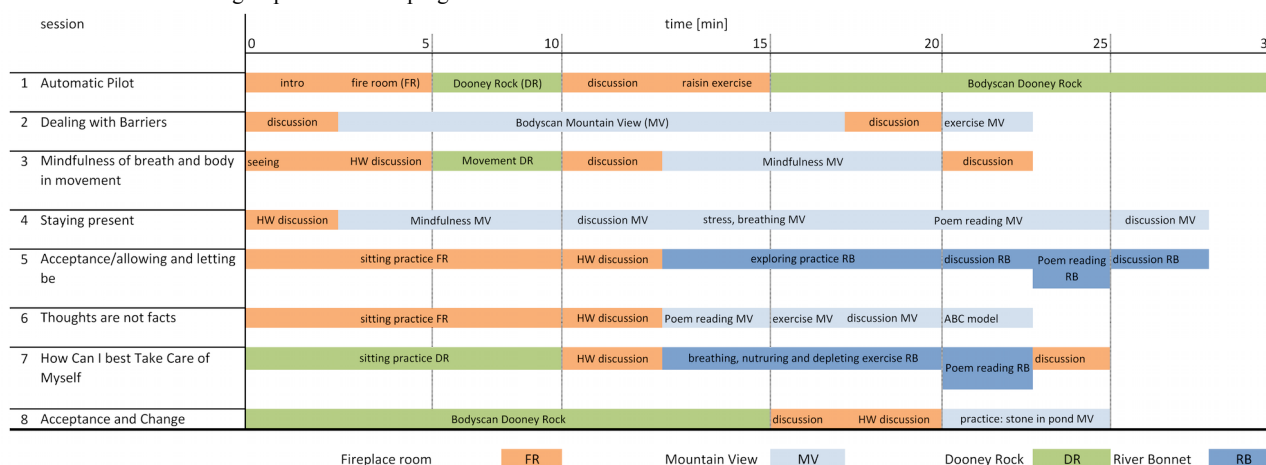 session time [min]
0 5 10 15 20 25
1 Automatic Pilot intro fire room (FR) Dooney Rock (DR) discussion raisin exercise Bodyscan Dooney Rock
2 Dealing with Barriers discussion Bodyscan Mountain View (MV) discussion exercise MV
3 Mindfulness of breath and body seeing HW discussion Movement DR discussion Mindfulness MV discussion
in movement
4 Staying present HW discussion Mindfulness MV discussion MV stress, breathing MV Poem reading MV discussion MV
5 Acceptance/allowing and letting sitting practice FR HW discussion exploring practice RB discussion RB Poem reading discussion RB
be RB
6 Thoughts are not facts sitting practice FR HW discussion Poem reading MV exercise MV discussion MV ABC model
7 How Can I best Take Care of sitting practice DR HW discussion breathing, nutruring and depleting exercise RB Poem reading RB discussion
Myself
8 Acceptance and Change Bodyscan Dooney Rock discussion HW discussion practice: stone in pond MV
Fireplace room FR Mountain View MV Dooney Rock DR River Bonnet RB